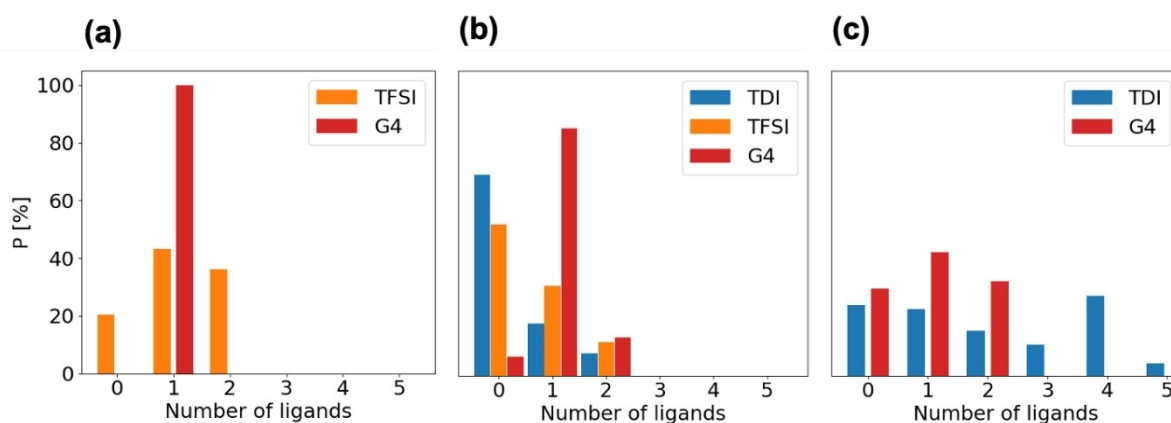 (a)
(b)
(c)
TFSI
G4
TDI
TFSI
G4
TDI
G4
P [%]
100
80
60
40
20
0
0 1 2 3 4 5
0 1 2 3 4 5
0 1 2 3 4 5
Number of ligands
Number of ligands
Number of ligands